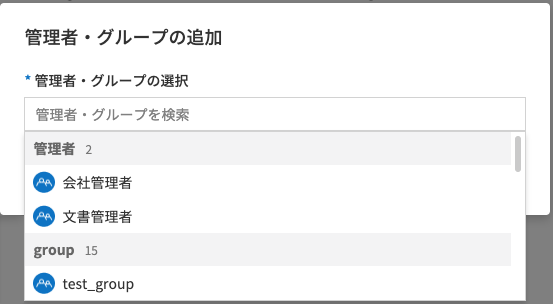 管理者・グループの追加
* 管理者・グループの選択
管理者・グループを検索
管理者 2
会社管理者
文書管理者
group 15
test_group